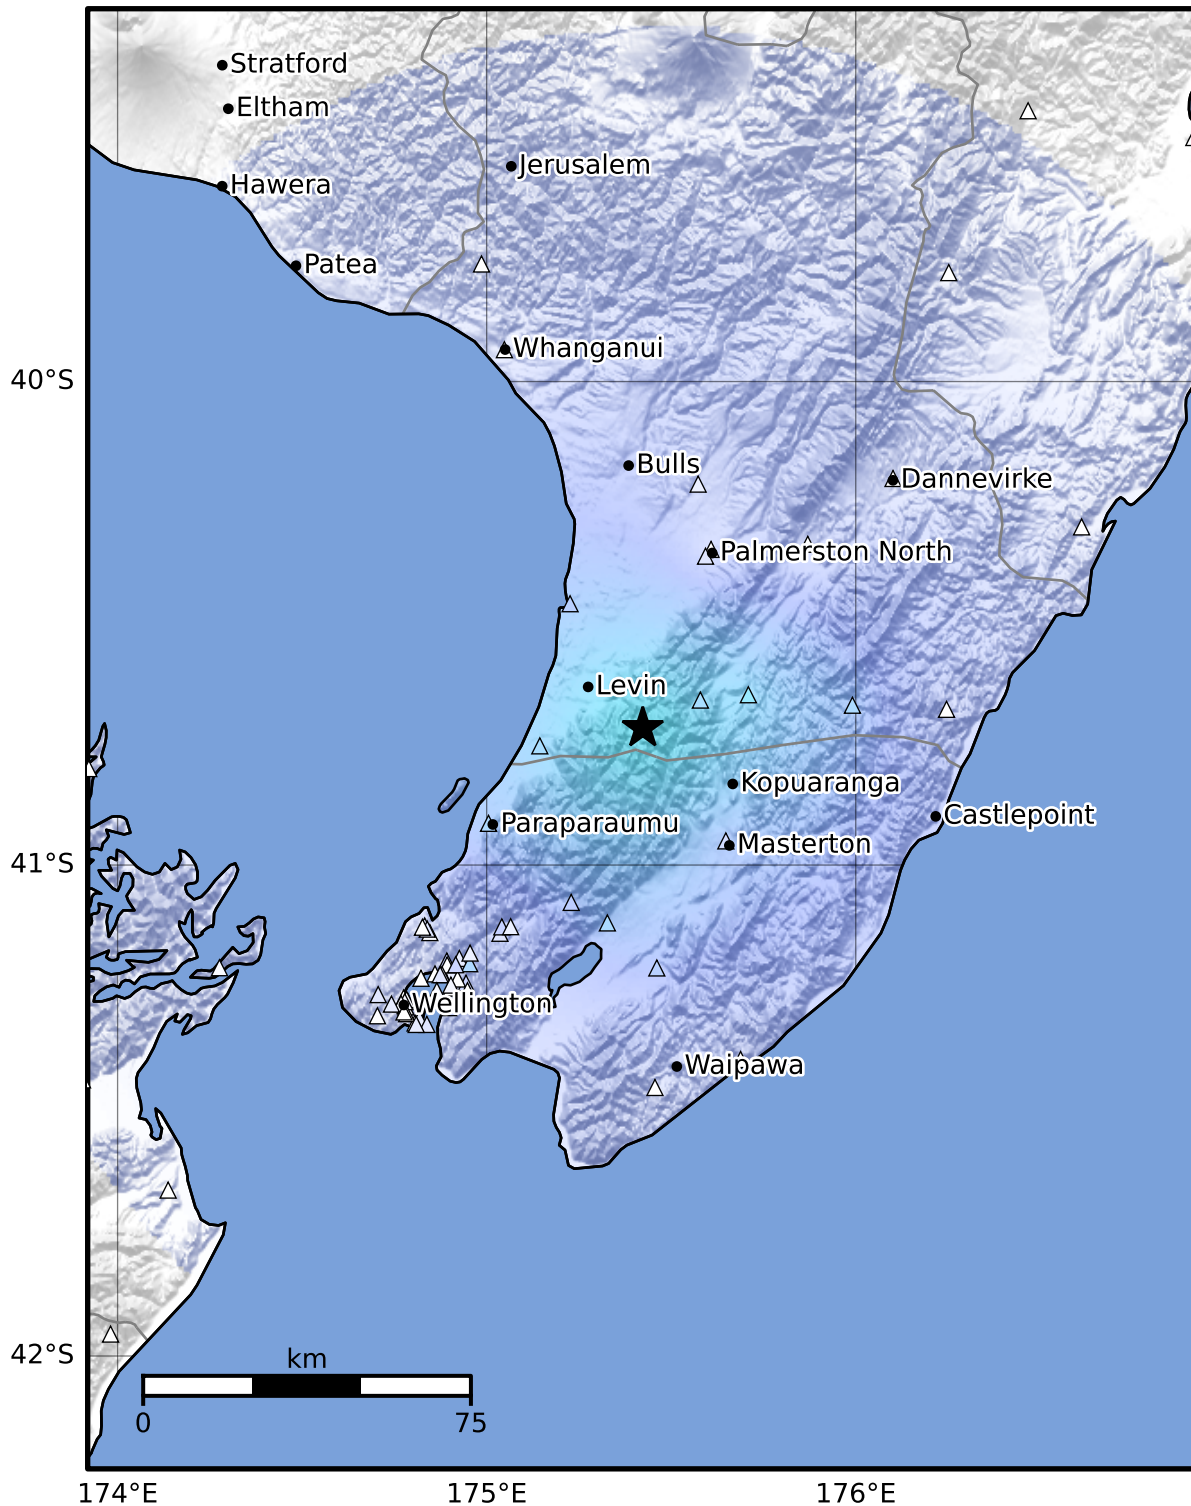 Stratford
Eltham
Jerusalem
Hawera
Patea
Whanganui
40°S
Bulls
Dannevirke
Palmerston North
Levin
Kopuaranga
Castlepoint
Paraparaumu
Masterton
41°S
Wellington
Waipawa
42°S
km
0 75
174°E 175°E 176°E